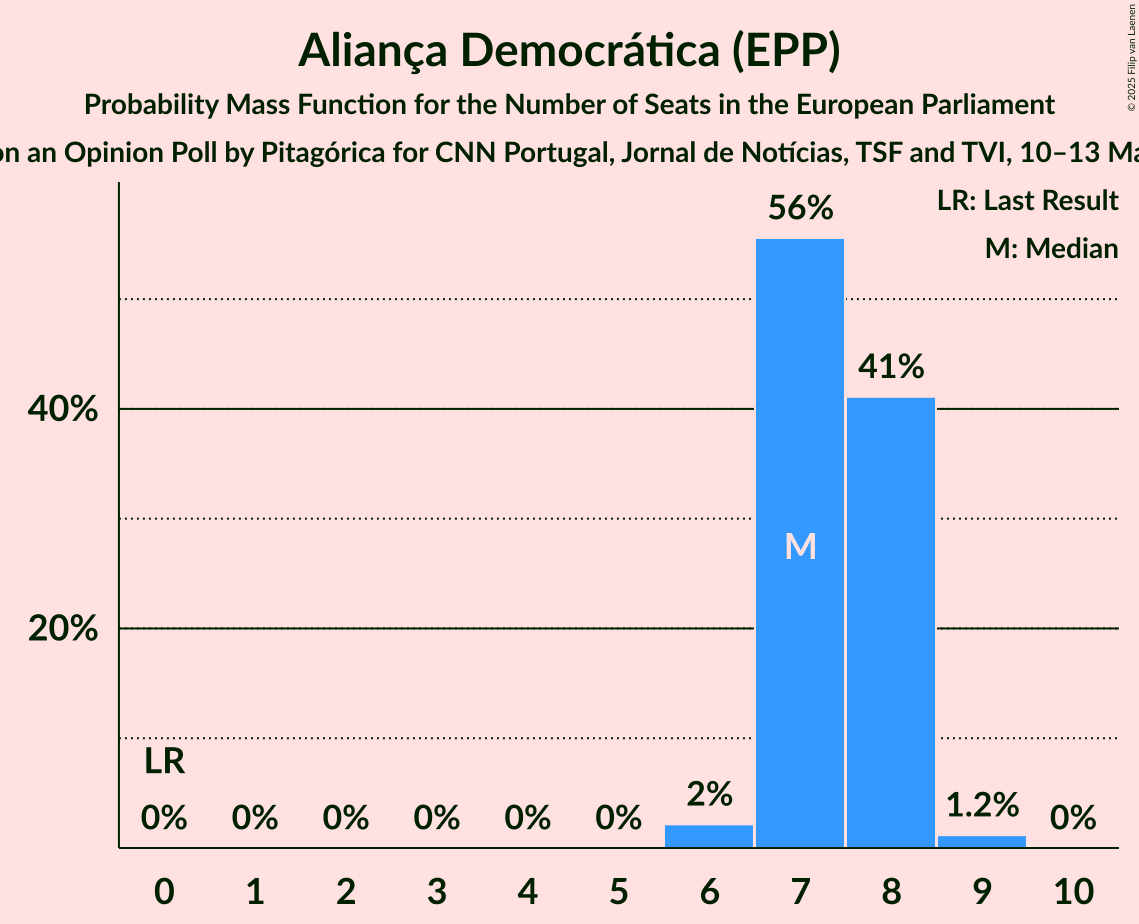 Aliança Democrática (EPP)
Probability Mass Function for the Number of Seats in the European Parliament
an Opinion Poll by Pitagórica for CNN Portugal, Jornal de Notícias, TSF and TVI, 10–13
© 2025 Filip van Laenen
LR: Last Result
M: Median
56%
41%
40%
M
20%
LR
0% 0% 0% 0% 0% 0% 2% 1.2% 0%
0 1 2 3 4 5 6 7 8 9 10